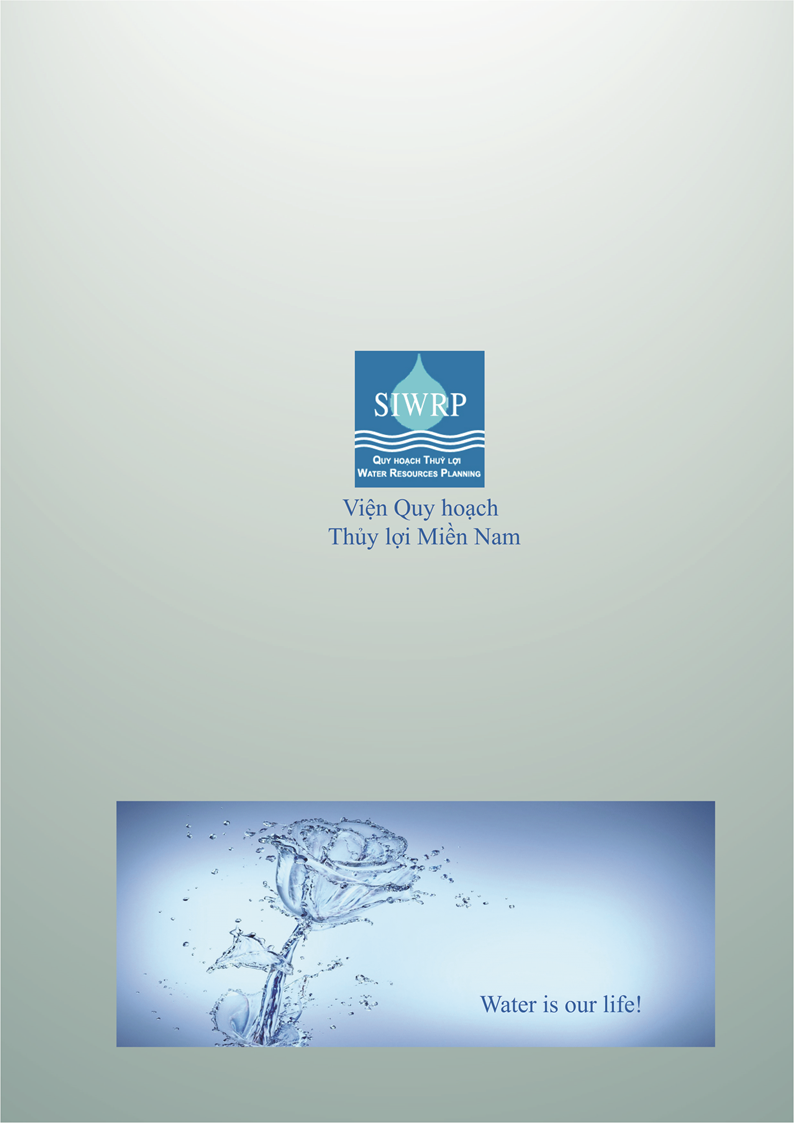 SIWRP
QUY HOẠCH THUỶ LỢI
WATER RESOURCES PLANNING
Viện Quy hoạch
Thủy lợi Miền Nam
Water is our life!